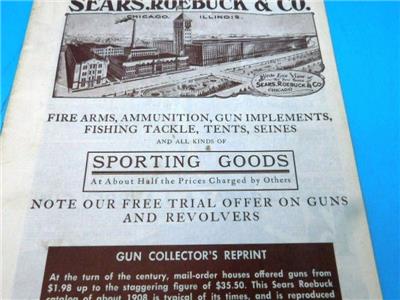 SEARS, ROEBUCK & CO.
CHICAGO, ILLINOIS.
Birds Eye View
SEARS, ROEBUCK & CO
CHICAGO
FIRE ARMS, AMMUNITION, GUN IMPLEMENTS,
FISHING TACKLE, TENTS, SEINES
AND ALL KINDS OF
SPORTING GOODS
At About Half the Prices Charged by Others
NOTE OUR FREE TRIAL OFFER ON GUNS
AND REVOLVERS
GUN COLLECTOR'S REPRINT
At the turn of the century, mail-order houses offered guns from
$1.98 up to the staggering figure of $35.50. This Sears Roebuck
catalog of about 1908 is typical of its times, and is reproduced